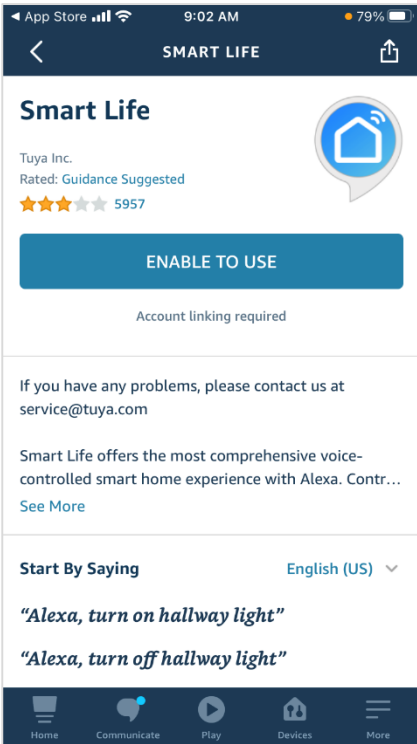 App Store 9:02 AM 79%
SMART LIFE
Smart Life
Tuya Inc.
Rated: Guidance Suggested
5957
ENABLE TO USE
Account linking required
If you have any problems, please contact us at
service@tuya.com
Smart Life offers the most comprehensive voice-
controlled smart home experience with Alexa. Contr...
See More
Start By Saying English (US)
“Alexa, turn on hallway light”
“Alexa, turn off hallway light”
Home Communicate Play Devices More